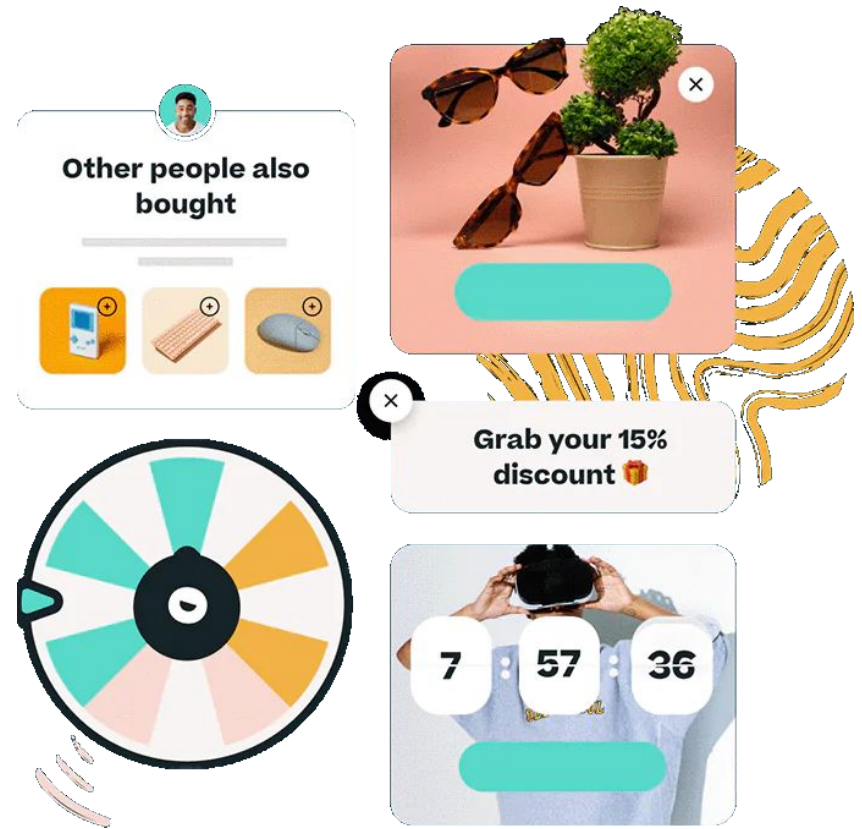 Other people also
bought
Grab your 15%
discount 🎁
7 : 57 : 36